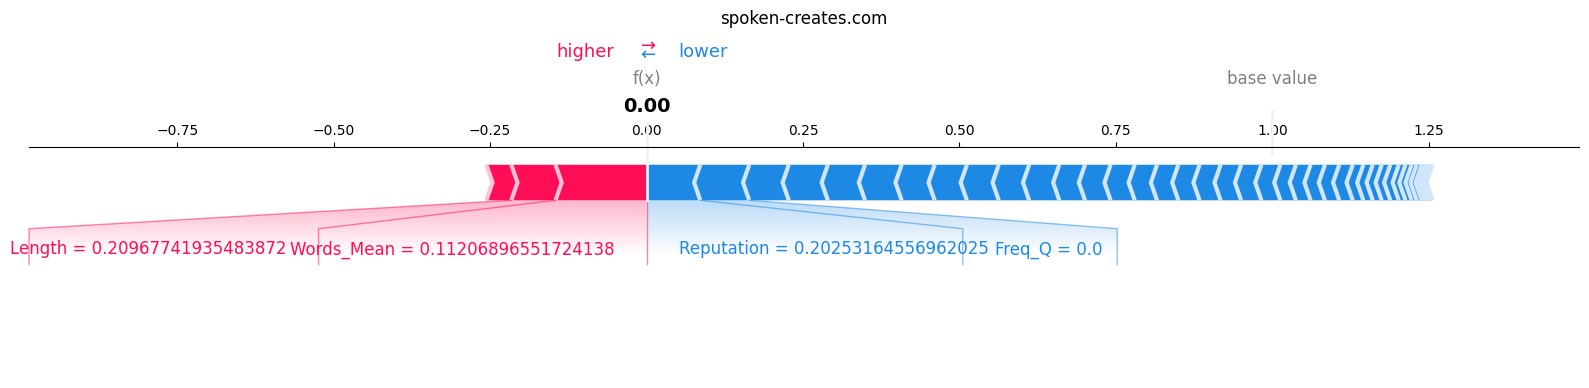 spoken-creates.com
higher → ← lower
f(x) base value
0.00
−0.75 −0.50 −0.25 0.00 0.25 0.50 0.75 1.00 1.25
Length = 0.20967741935483872 Words_Mean = 0.11206896551724138 Reputation = 0.20253164556962025 Freq_Q = 0.0